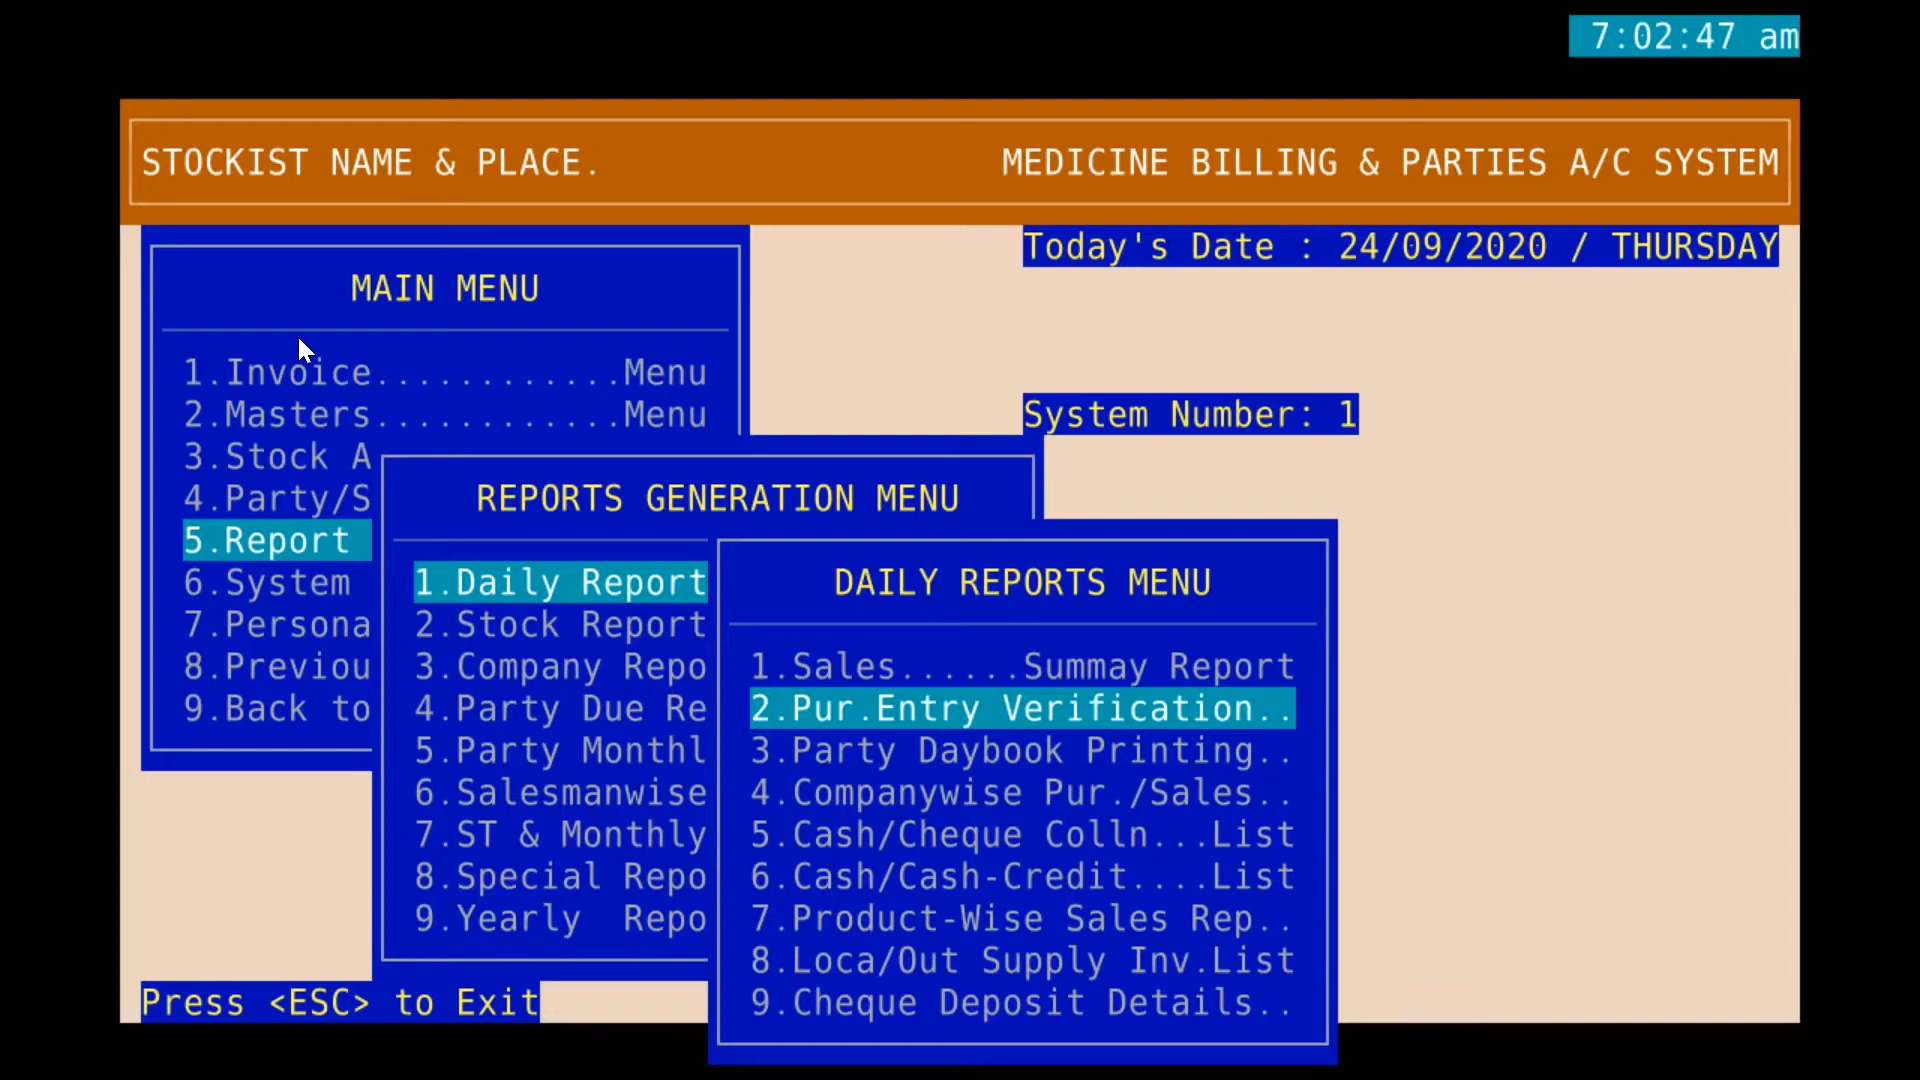 7:02:47 am
STOCKIST NAME & PLACE. MEDICINE BILLING & PARTIES A/C SYSTEM
Today's Date : 24/09/2020 / THURSDAY
System Number: 1
MAIN MENU
1.Invoice............Menu
2.Masters............Menu
3.Stock A
4.Party/S
5.Report
6.System
7.Persona
8.Previou
9.Back to
REPORTS GENERATION MENU
1.Daily Report
2.Stock Report
3.Company Repo
4.Party Due Re
5.Party Monthl
6.Salesmanwise
7.ST & Monthly
8.Special Repo
9.Yearly  Repo
DAILY REPORTS MENU
1.Sales......Summay Report
2.Pur.Entry Verification..
3.Party Daybook Printing..
4.Companywise Pur./Sales..
5.Cash/Cheque Colln...List
6.Cash/Cash-Credit....List
7.Product-Wise Sales Rep..
8.Loca/Out Supply Inv.List
9.Cheque Deposit Details..
Press <ESC> to Exit